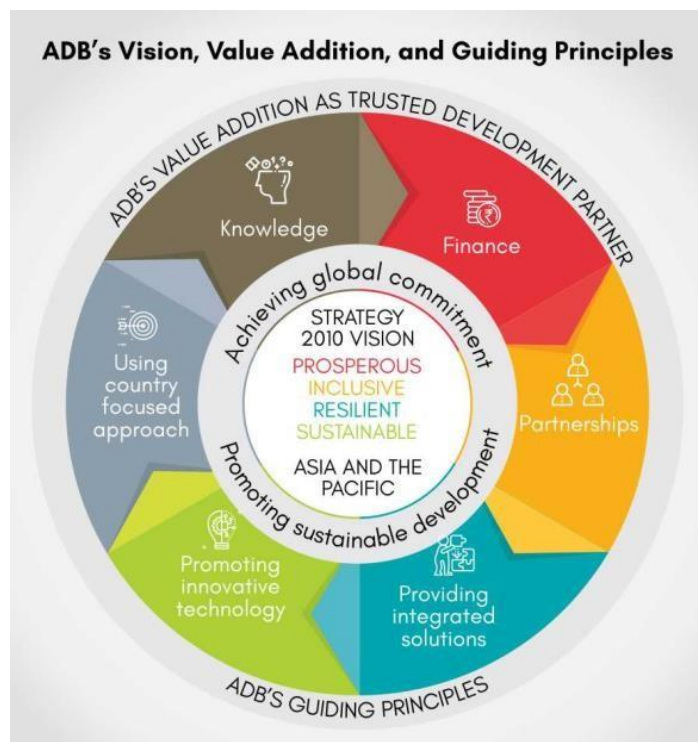 ADB's Vision, Value Addition, and Guiding Principles
ADB'S VALUE ADDITION AS TRUSTED DEVELOPMENT PARTNER
Knowledge
Finance
Partnerships
Providing
integrated
solutions
Promoting
innovative
technology
Using
country
focused
approach
Achieving global commitment
STRATEGY
2010 VISION
PROSPEROUS
INCLUSIVE
RESILIENT
SUSTAINABLE
ASIA AND THE
PACIFIC
Promoting sustainable development
ADB'S GUIDING PRINCIPLES